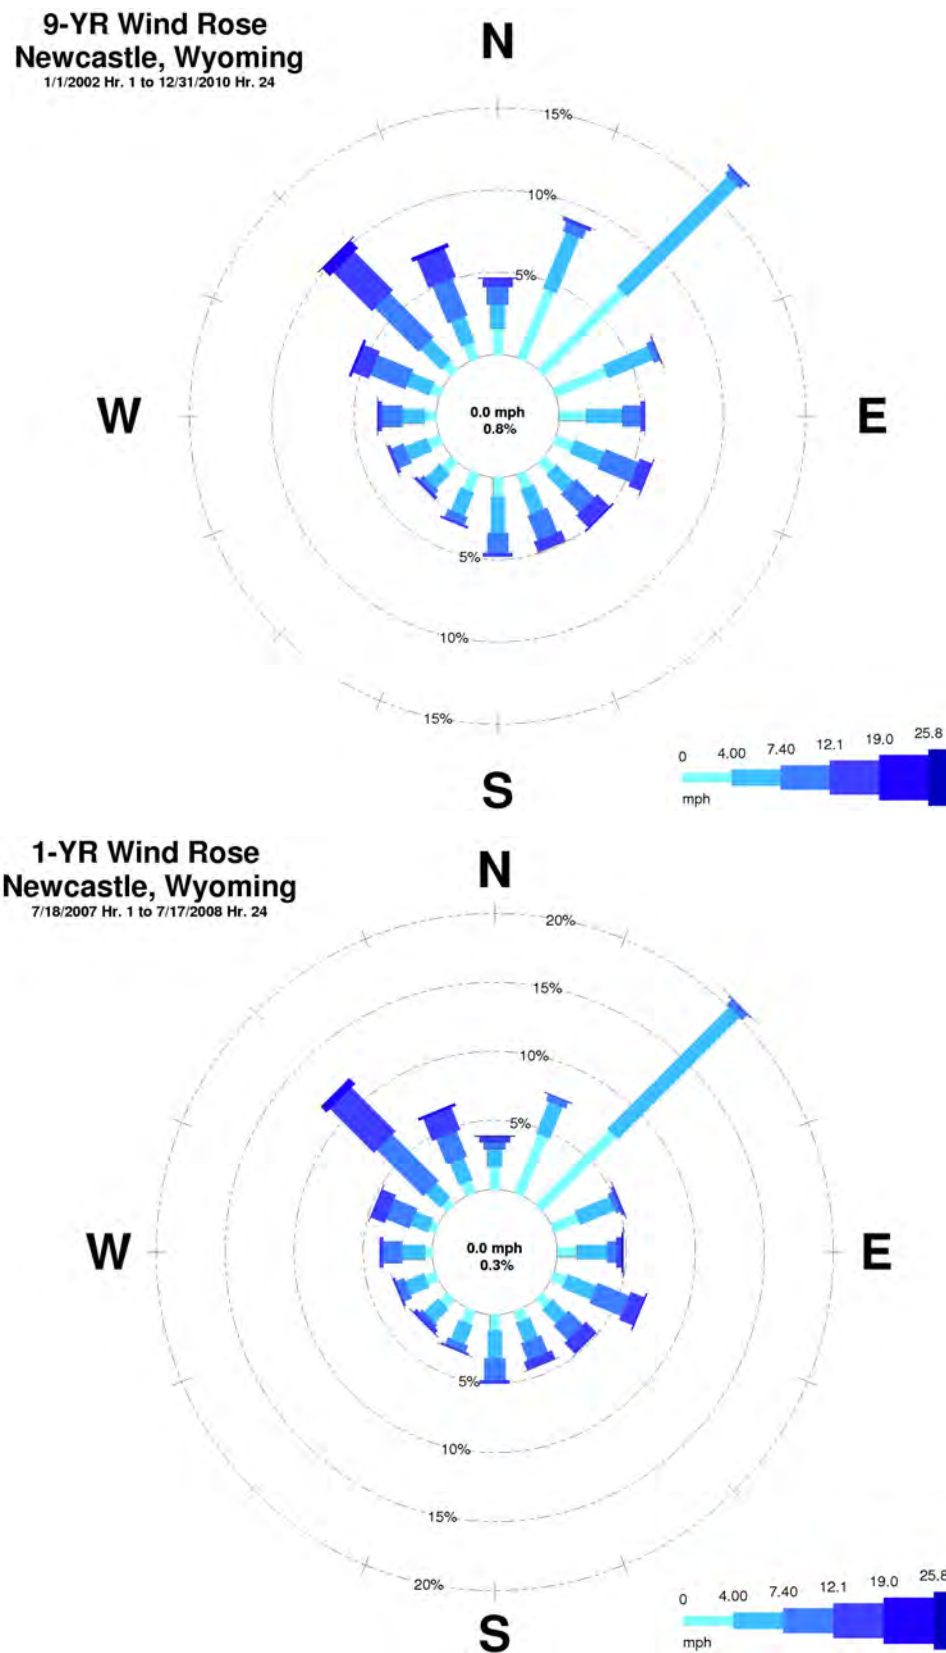 9-YR Wind Rose
Newcastle, Wyoming
1/1/2002 Hr. 1 to 12/31/2010 Hr. 24
N
15%
10%
5%
W
0.0 mph
0.8%
E
5%
10%
15%
S
0 4.00 7.40 12.1 19.0 25.8
mph
1-YR Wind Rose
Newcastle, Wyoming
7/18/2007 Hr. 1 to 7/17/2008 Hr. 24
N
20%
15%
10%
5%
W
0.0 mph
0.3%
E
5%
10%
15%
20%
S
0 4.00 7.40 12.1 19.0 25.8
mph